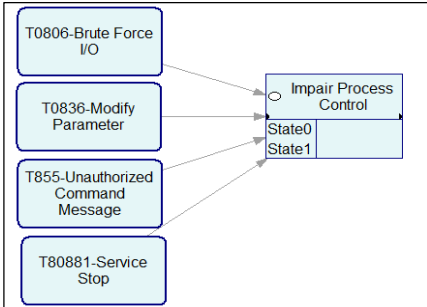 T0806-Brute Force
I/O
Impair Process
Control
T0836-Modify
Parameter
State0
State1
T855-Unauthorized
Command
Message
T80881-Service
Stop